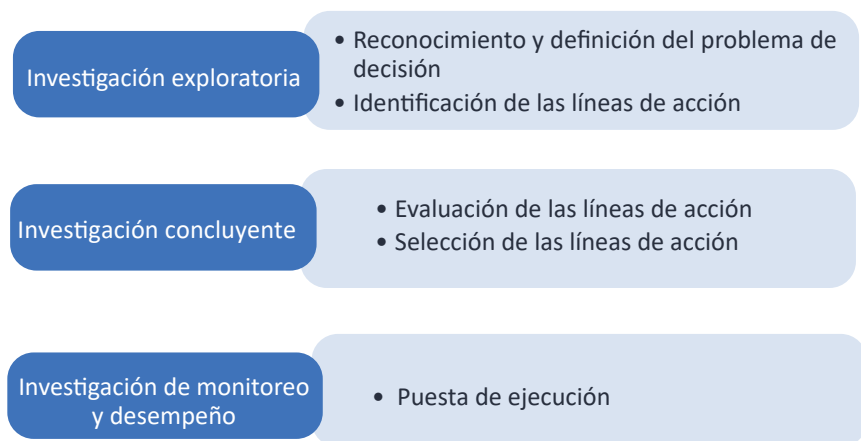 Investigación exploratoria
• Reconocimiento y definición del problema de
decisión
• Identificación de las líneas de acción
Investigación concluyente
• Evaluación de las líneas de acción
• Selección de las líneas de acción
Investigación de monitoreo
y desempeño
• Puesta de ejecución